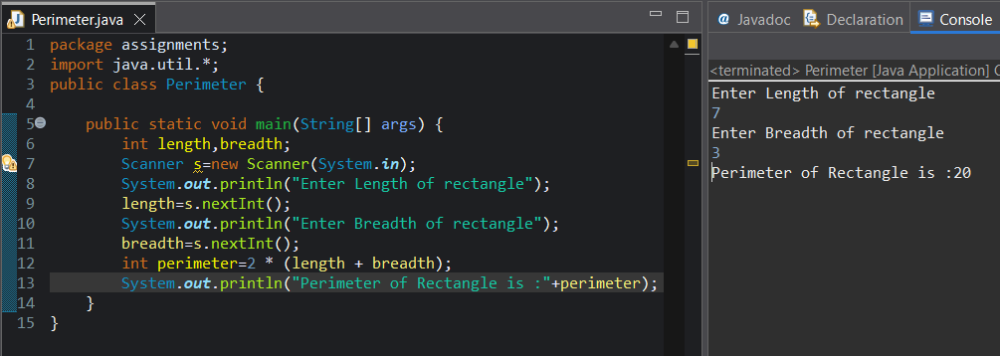 Perimeter.java
1 package assignments;
2 import java.util.*;
3 public class Perimeter {
4
5     public static void main(String[] args) {
6         int length,breadth;
7         Scanner s=new Scanner(System.in);
8         System.out.println("Enter Length of rectangle");
9         length=s.nextInt();
10         System.out.println("Enter Breadth of rectangle");
11         breadth=s.nextInt();
12         int perimeter=2 * (length + breadth);
13         System.out.println("Perimeter of Rectangle is :"+perimeter);
14     }
15 }
@ Javadoc Declaration Console
<terminated> Perimeter [Java Application]
Enter Length of rectangle
7
Enter Breadth of rectangle
3
Perimeter of Rectangle is :20